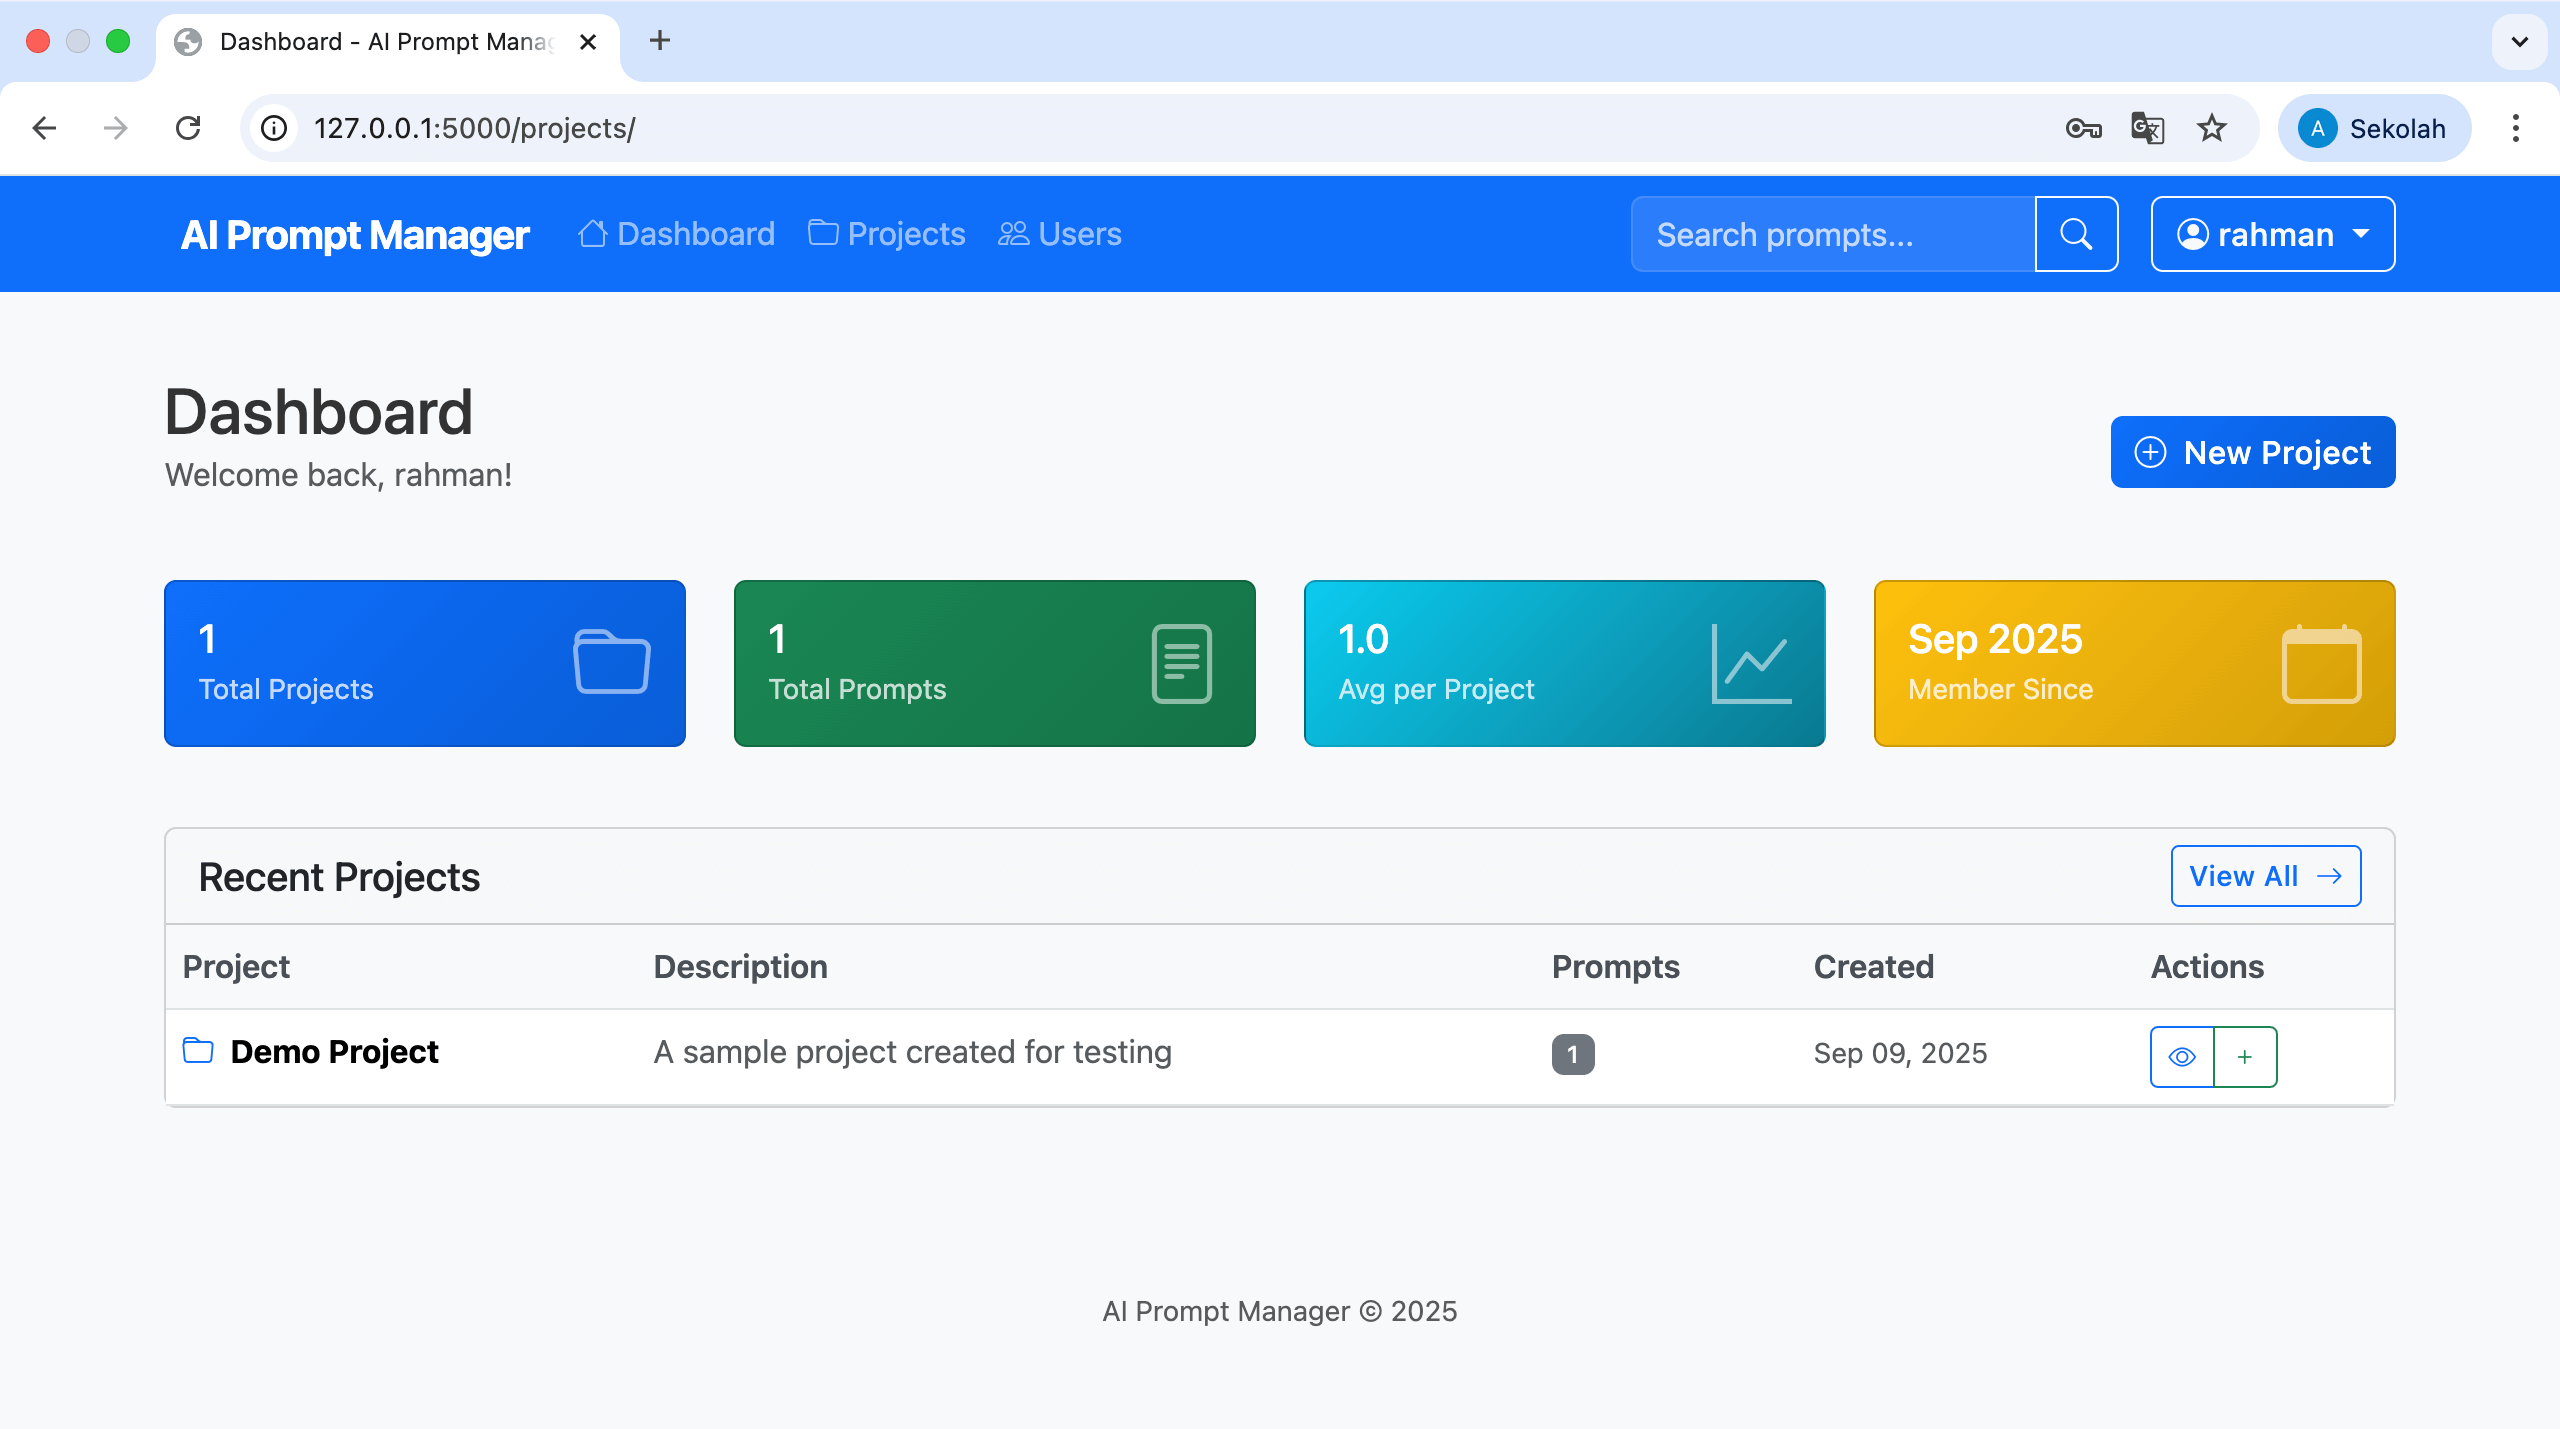 Dashboard - AI Prompt Mana
127.0.0.1:5000/projects/
A Sekolah
AI Prompt Manager Dashboard Projects Users Search prompts... rahman
Dashboard
Welcome back, rahman!
New Project
1
Total Projects
1
Total Prompts
1.0
Avg per Project
Sep 2025
Member Since
Recent Projects View All
Project Description Prompts Created Actions
Demo Project A sample project created for testing 1 Sep 09, 2025
AI Prompt Manager © 2025